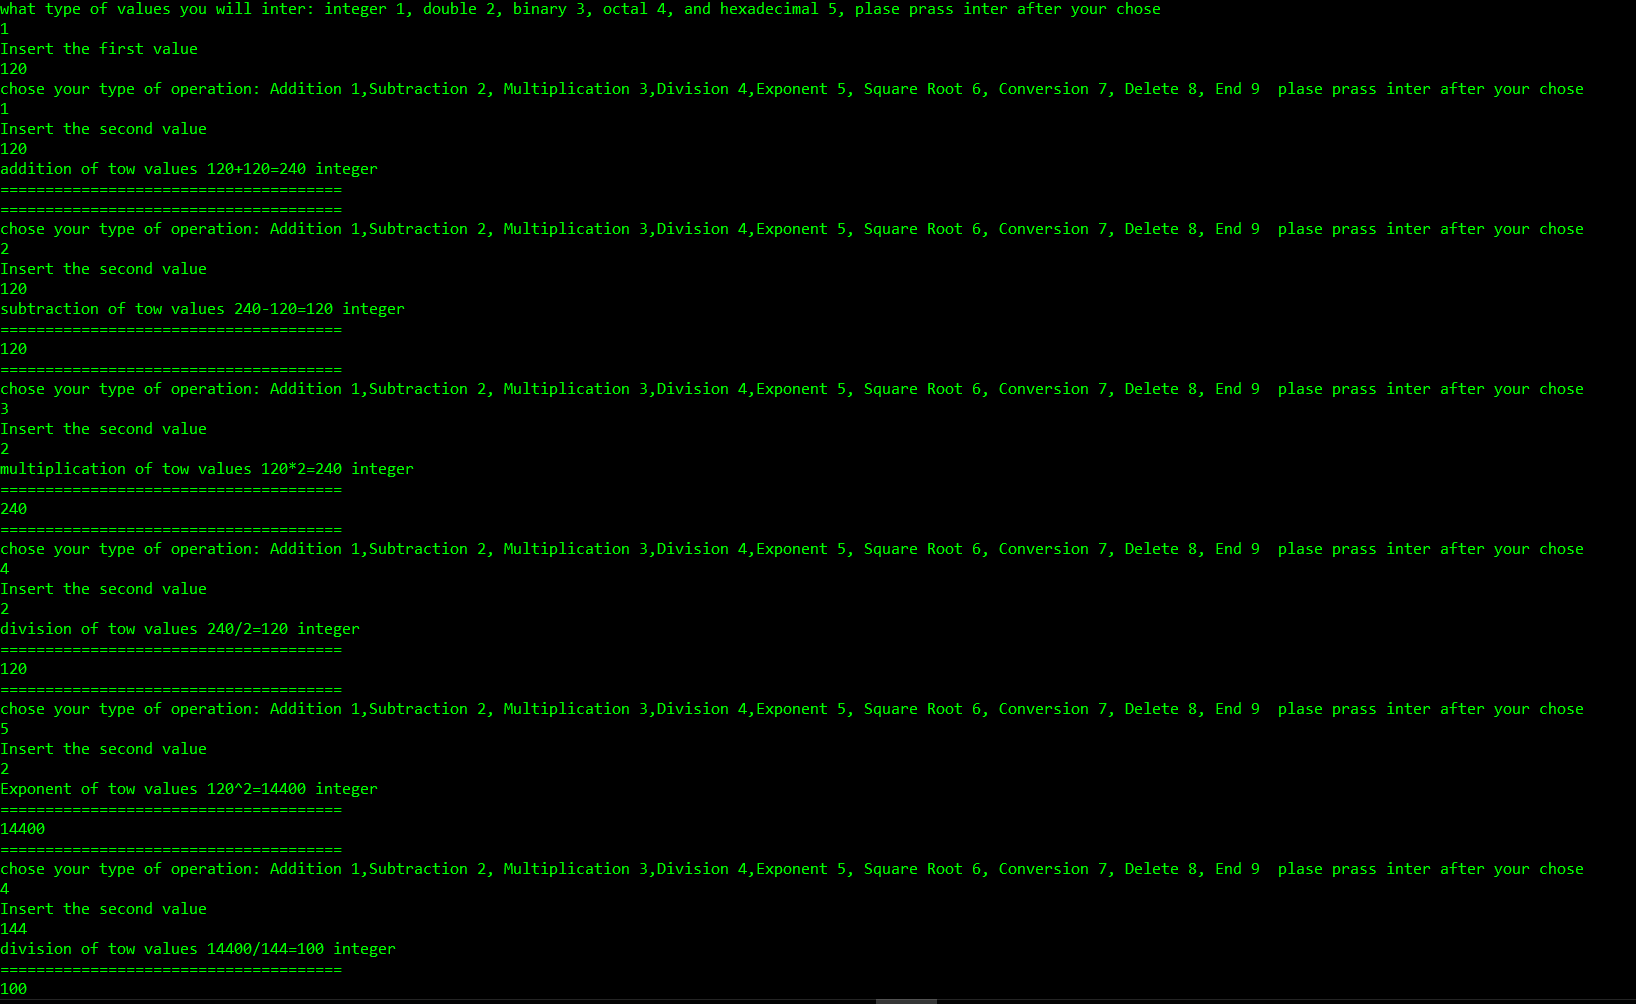 what type of values you will inter: integer 1, double 2, binary 3, octal 4, and hexadecimal 5, plase prass inter after your chose
1
Insert the first value
120
chose your type of operation: Addition 1,Subtraction 2, Multiplication 3,Division 4,Exponent 5, Square Root 6, Conversion 7, Delete 8, End 9  plase prass inter after your chose
1
Insert the second value
120
addition of tow values 120+120=240 integer
======================================
======================================
chose your type of operation: Addition 1,Subtraction 2, Multiplication 3,Division 4,Exponent 5, Square Root 6, Conversion 7, Delete 8, End 9  plase prass inter after your chose
2
Insert the second value
120
subtraction of tow values 240-120=120 integer
======================================
120
======================================
chose your type of operation: Addition 1,Subtraction 2, Multiplication 3,Division 4,Exponent 5, Square Root 6, Conversion 7, Delete 8, End 9  plase prass inter after your chose
3
Insert the second value
2
multiplication of tow values 120*2=240 integer
======================================
240
======================================
chose your type of operation: Addition 1,Subtraction 2, Multiplication 3,Division 4,Exponent 5, Square Root 6, Conversion 7, Delete 8, End 9  plase prass inter after your chose
4
Insert the second value
2
division of tow values 240/2=120 integer
======================================
120
======================================
chose your type of operation: Addition 1,Subtraction 2, Multiplication 3,Division 4,Exponent 5, Square Root 6, Conversion 7, Delete 8, End 9  plase prass inter after your chose
5
Insert the second value
2
Exponent of tow values 120^2=14400 integer
======================================
14400
======================================
chose your type of operation: Addition 1,Subtraction 2, Multiplication 3,Division 4,Exponent 5, Square Root 6, Conversion 7, Delete 8, End 9  plase prass inter after your chose
4
Insert the second value
144
division of tow values 14400/144=100 integer
======================================
100